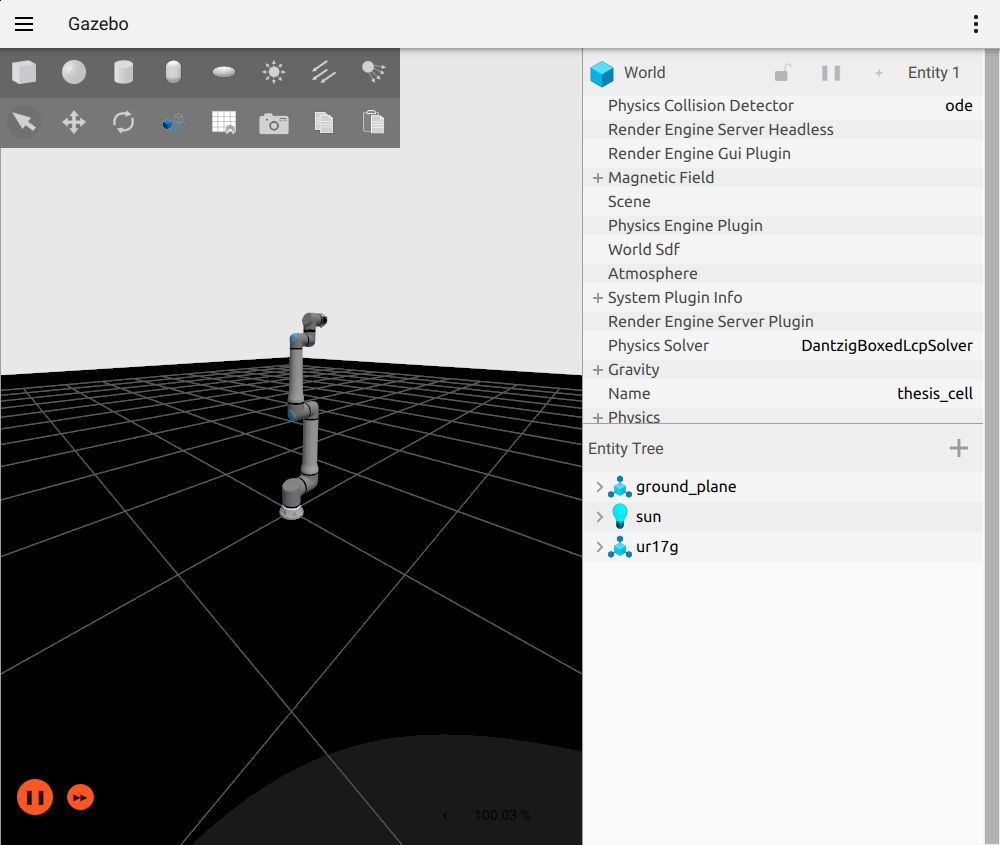 Gazebo
World
Entity 1
Physics Collision Detector ode
Render Engine Server Headless
Render Engine Gui Plugin
Magnetic Field
Scene
Physics Engine Plugin
World Sdf
Atmosphere
System Plugin Info
Render Engine Server Plugin
Physics Solver DantzigBoxedLcpSolver
Gravity
Name thesis_cell
Physics
Entity Tree
ground_plane
sun
ur17g
100.03 %